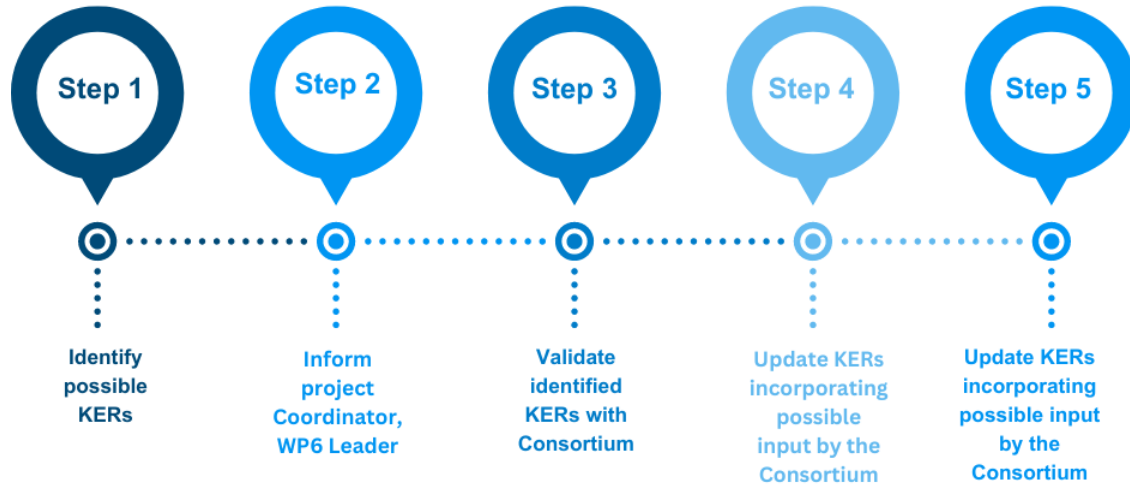 Step 1
Step 2
Step 3
Step 4
Step 5
Identify
possible
KERs
Inform
project
Coordinator,
WP6 Leader
Validate
identified
KERs with
Consortium
Update KERs
incorporating
possible
input by the
Consortium
Update KERs
incorporating
possible input
by the
Consortium